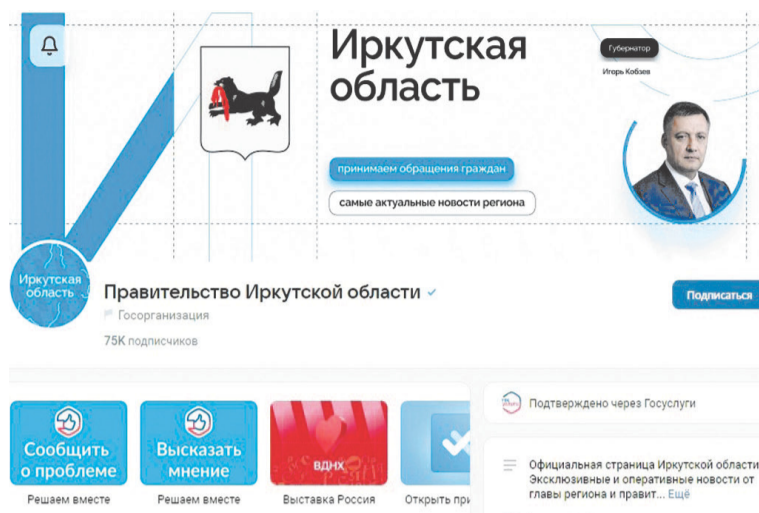 Иркутская
область
Губернатор
Игорь Кобзев
принимаем обращения граждан
самые актуальные новости региона
Иркутская
область
Правительство Иркутской области
Госорганизация
75K подписчиков
Подписаться
Сообщить
о проблеме
Решаем вместе
Высказать
мнение
Решаем вместе
ВДНХ
Выставка Россия
Открыть при
Подтверждено через Госуслуги
Официальная страница Иркутской области
Эксклюзивные и оперативные новости от
главы региона и правит... Ещё